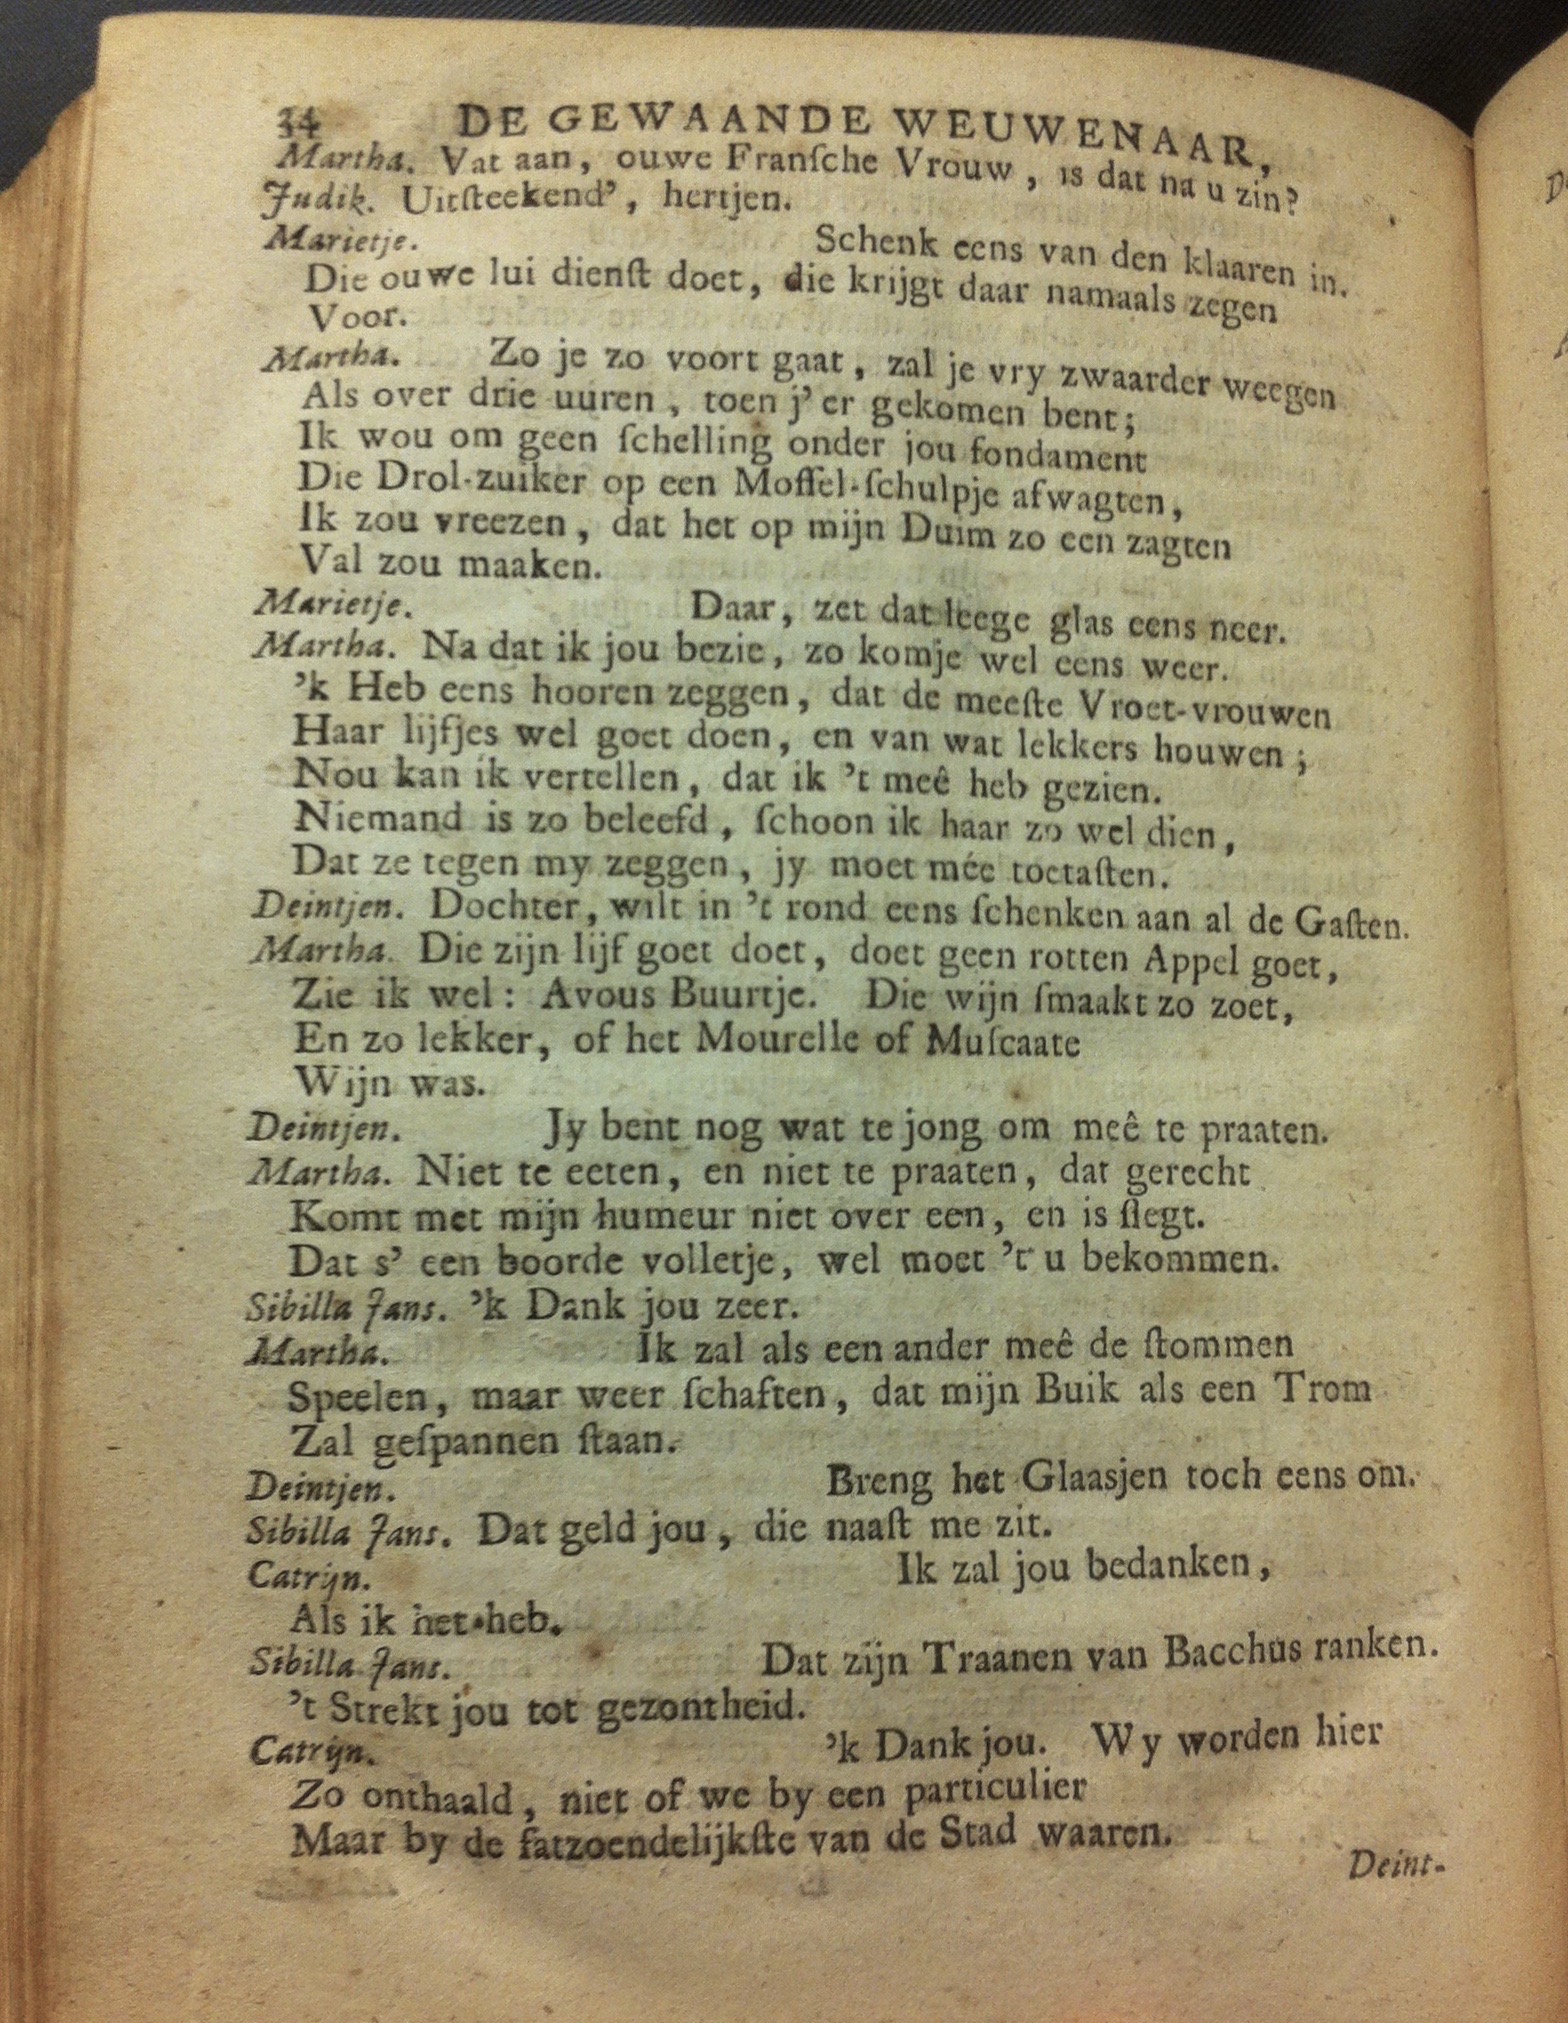 34 DE GEWAANDE WEUWENAAR,
Martha. Vat aan, ouwe Franſche Vrouw, is dat na u zin?
Judik. Uitſteekend', hertjen.
Marietje. Schenk eens van den klaaren in.
Die ouwe lui dienſt doet, die krijgt daar namaals zegen
Voor.
Martha. Zo je zo voort gaat, zal je vry zwaarder weegen
Als over drie uuren, toen j' er gekomen bent;
Ik wou om geen ſchelling onder jou fondament
Die Drol-zuiker op een Moſſel-ſchulpje afwagten,
Ik zou vreezen, dat het op mijn Duim zo een zagten
Val zou maaken.
Marietje. Daar, zet dat leege glas eens neer.
Martha. Na dat ik jou bezie, zo komje wel eens weer.
'k Heb eens hooren zeggen, dat de meeſte Vroet-vrouwen
Haar lijfjes wel goet doen, en van wat lekkers houwen;
Nou kan ik vertellen, dat ik 't meê heb gezien.
Niemand is zo beleefd, ſchoon ik haar zo wel dien,
Dat ze tegen my zeggen, jy moet mée toetaſten.
Deintjen. Dochter, wilt in 't rond eens ſchenken aan al de Gaſten.
Martha. Die zijn lijf goet doet, doet geen rotten Appel goet,
Zie ik wel: Avous Buurtje. Die wijn ſmaakt zo zoet,
En zo lekker, of het Mourelle of Muſcaate
Wijn was.
Deintjen. Jy bent nog wat te jong om meê te praaten.
Martha. Niet te eeten, en niet te praaten, dat gerecht
Komt met mijn humeur niet over een, en is ſlegt.
Dat s' een boorde volletje, wel moet 't u bekommen.
Sibilla Jans. 'k Dank jou zeer.
Martha. Ik zal als een ander meê de ſtommen
Speelen, maar weer ſchaften, dat mijn Buik als een Trom
Zal geſpannen ſtaan.
Deintjen. Breng het Glaasjen toch eens om.
Sibilla Jans. Dat geld jou, die naaſt me zit.
Catrijn. Ik zal jou bedanken,
Als ik het heb.
Sibilla Jans. Dat zijn Traanen van Bacchus ranken.
't Strekt jou tot gezontheid.
Catrijn. 'k Dank jou. Wy worden hier
Zo onthaald, niet of we by een particulier
Maar by de fatzoendelijkſte van de Stad waaren.
Deint-